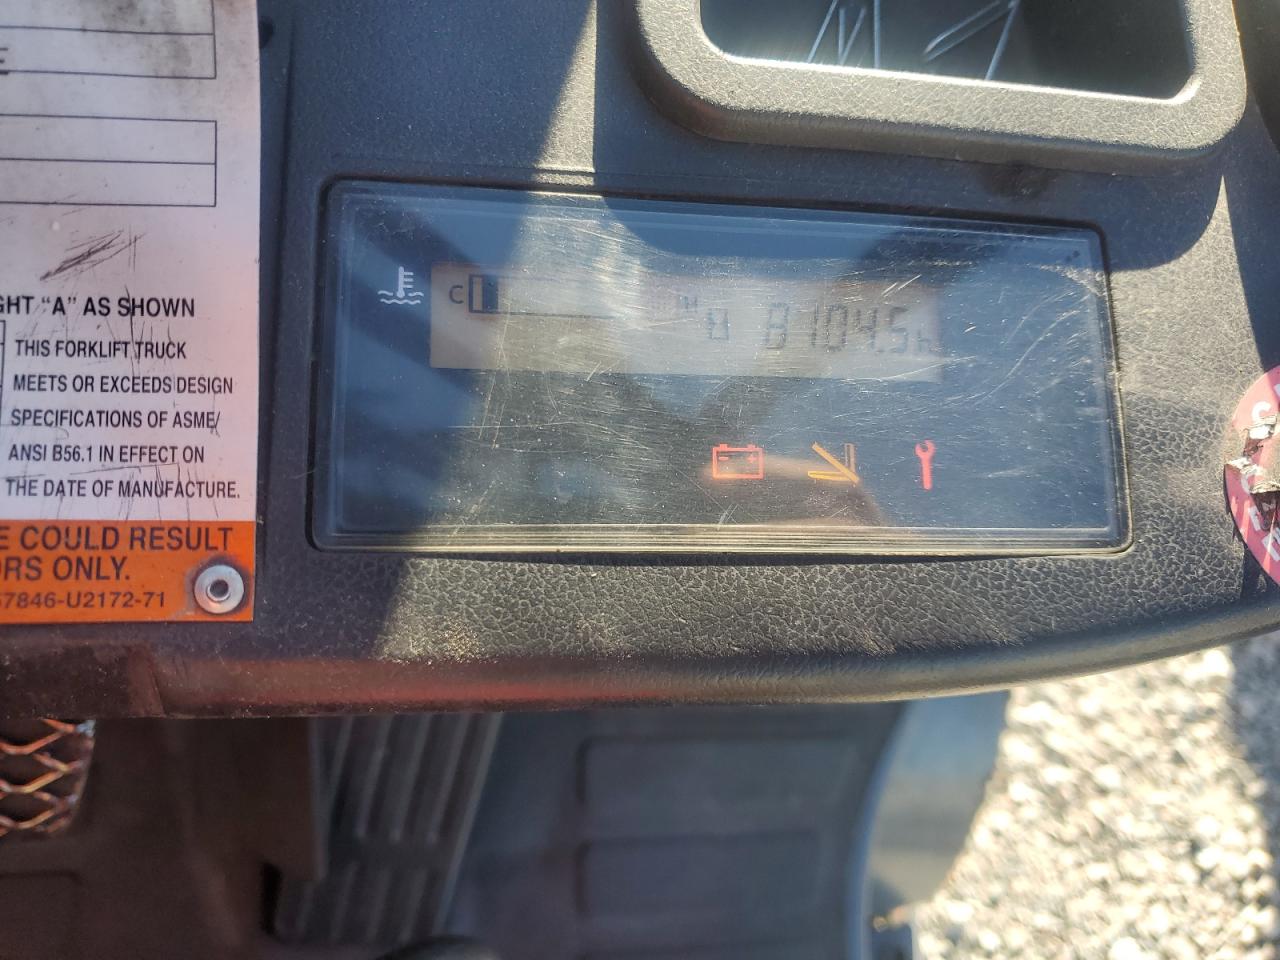 GHT “A” AS SHOWN
THIS FORKLIFT TRUCK
MEETS OR EXCEEDS DESIGN
SPECIFICATIONS OF ASME/
ANSI B56.1 IN EFFECT ON
THE DATE OF MANUFACTURE.
E COULD RESULT
ORS ONLY.
57846-U2172-71
C
H
8104.5h